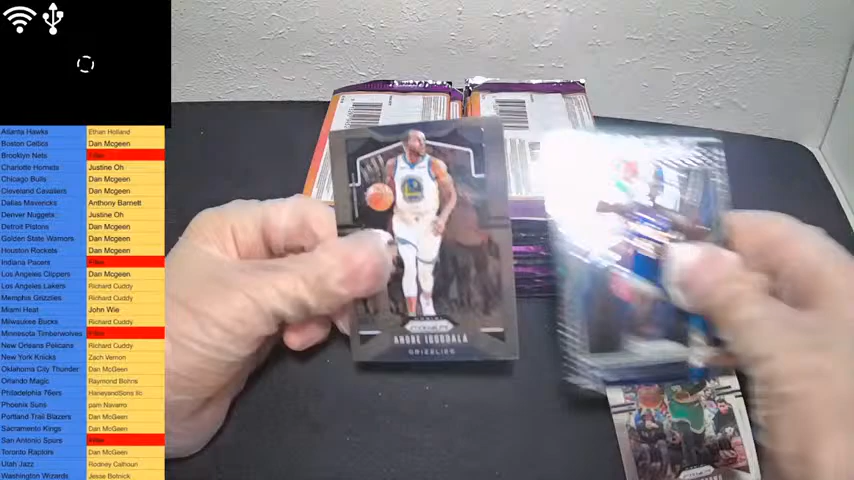 Atlanta Hawks Ethan Holland
Boston Celtics Dan Mcgeen
Brooklyn Nets Filler
Charlotte Hornets Justine Oh
Chicago Bulls Dan Mcgeen
Cleveland Cavaliers Dan Mcgeen
Dallas Mavericks Anthony Barnett
Denver Nuggets Justine Oh
Detroit Pistons Dan Mcgeen
Golden State Warriors Dan Mcgeen
Houston Rockets Dan Mcgeen
Indiana Pacers Filler
Los Angeles Clippers Dan Mcgeen
Los Angeles Lakers Richard Cuddy
Memphis Grizzlies Richard Cuddy
Miami Heat John Wie
Milwaukee Bucks Richard Cuddy
Minnesota Timberwolves Filler
New Orleans Pelicans Richard Cuddy
New York Knicks Zach Vernon
Oklahoma City Thunder Dan McGeen
Orlando Magic Raymond Bohns
Philadelphia 76ers HaneyandSons llc
Phoenix Suns pam Navarro
Portland Trail Blazers Dan McGeen
Sacramento Kings Dan McGeen
San Antonio Spurs Filler
Toronto Raptors Dan McGeen
Utah Jazz Rodney Calhoun
Washington Wizards Jesse Botnick
PRIZM
ANDRE IGUODALA
GRIZZLIES